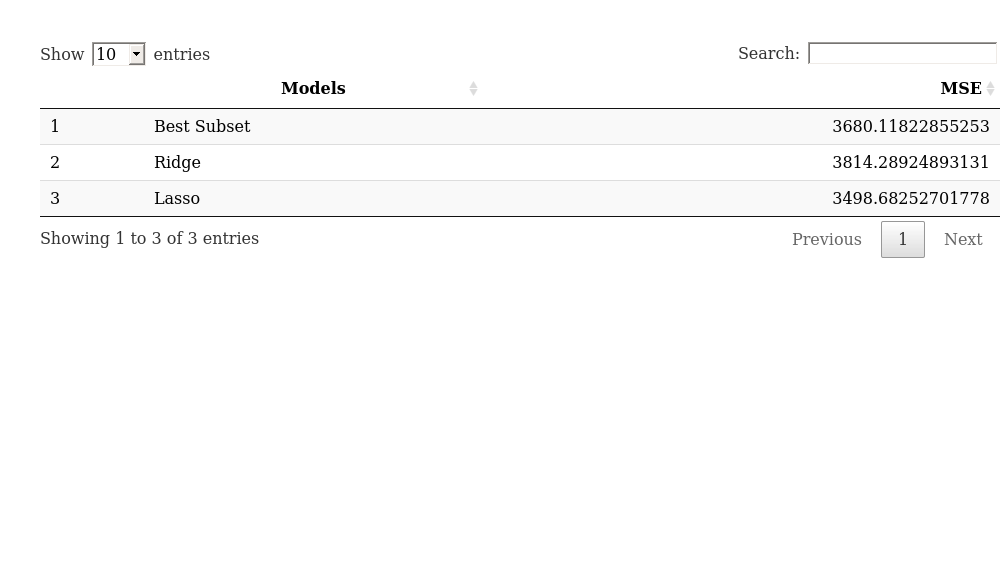 Show 10 entries Search:
Models MSE
1 Best Subset 3680.11822855253
2 Ridge 3814.28924893131
3 Lasso 3498.68252701778
Showing 1 to 3 of 3 entries Previous 1 Next